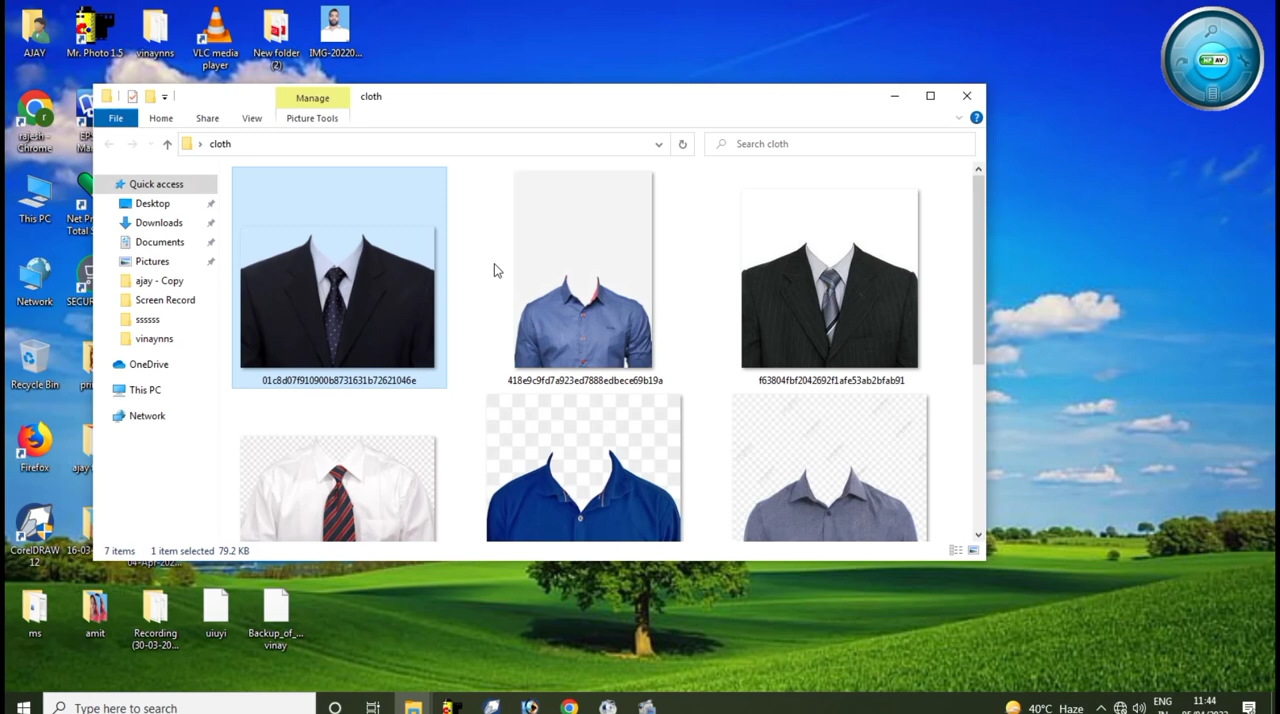 AJAY
Mr. Photo 1.5
vinaynns
VLC media
player
New folder
(2)
IMG-20220...
Manage
cloth
File
Home
Share
View
Picture Tools
cloth
Search cloth
NP AV
rajesh -
Chrome
This PC
Network
Recycle Bin
Firefox
CorelDRAW
12
Quick access
Desktop
Downloads
Documents
Pictures
ajay - Copy
Screen Record
ssssss
vinaynns
OneDrive
This PC
Network
01c8d07f910900b8731631b72621046e
418e9c9fd7a923ed7888edbece69b19a
f63804fbf2042692f1afe53ab2bfab91
7 items
1 item selected
79.2 KB
ms
amit
Recording
(30-03-20...
uiuyi
Backup_of_...
vinay
Type here to search
40°C Haze
ENG
11:44